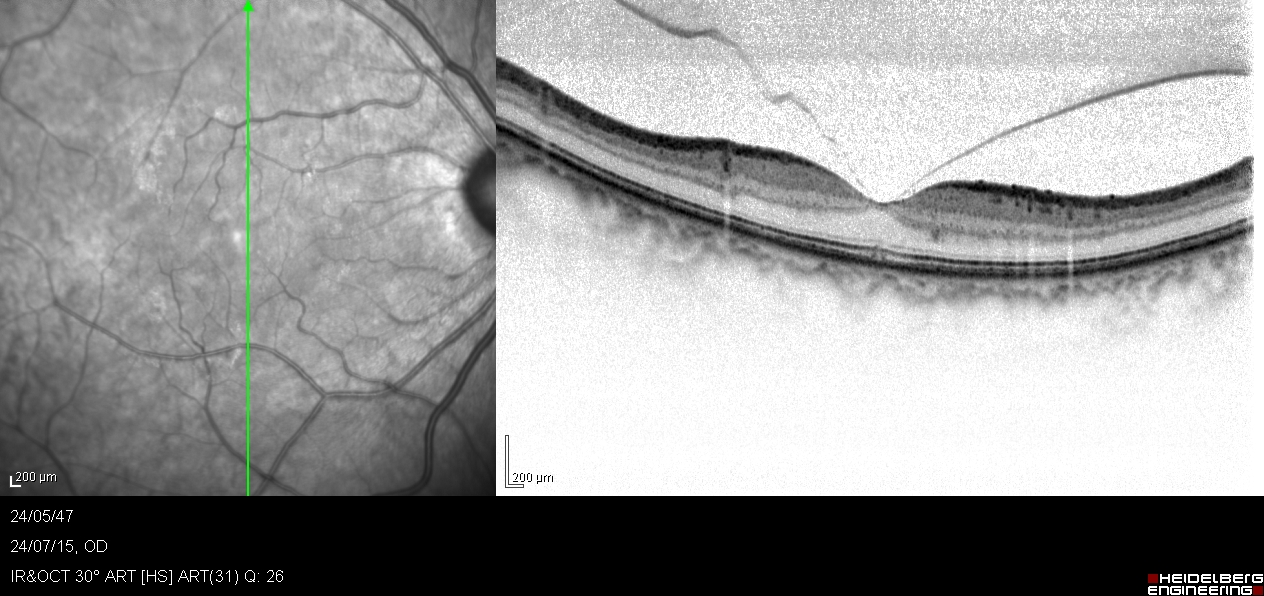 200 µm
200 µm
24/05/47
24/07/15, OD
IR&OCT 30° ART [HS] ART(31) Q: 26
HEIDELBERG
ENGINEERING